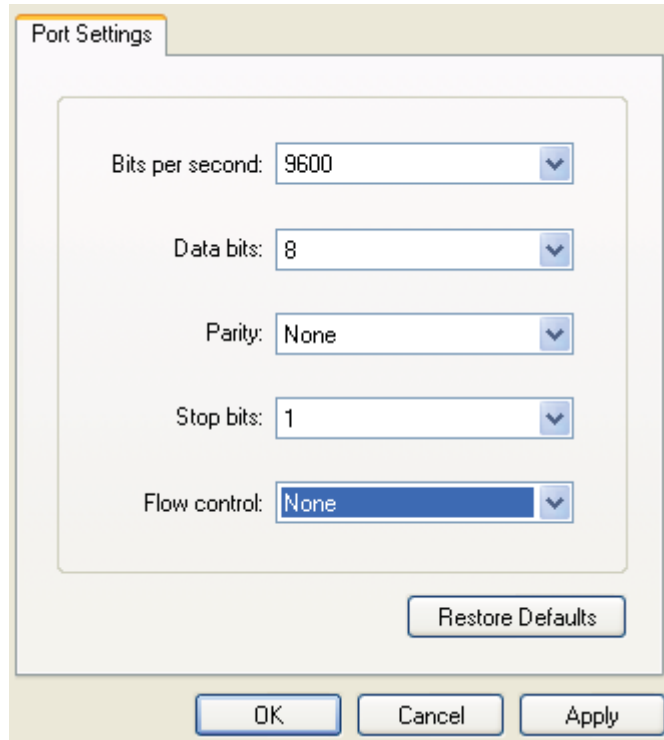 Port Settings
Bits per second: 9600
Data bits: 8
Parity: None
Stop bits: 1
Flow control: None
Restore Defaults
OK Cancel Apply